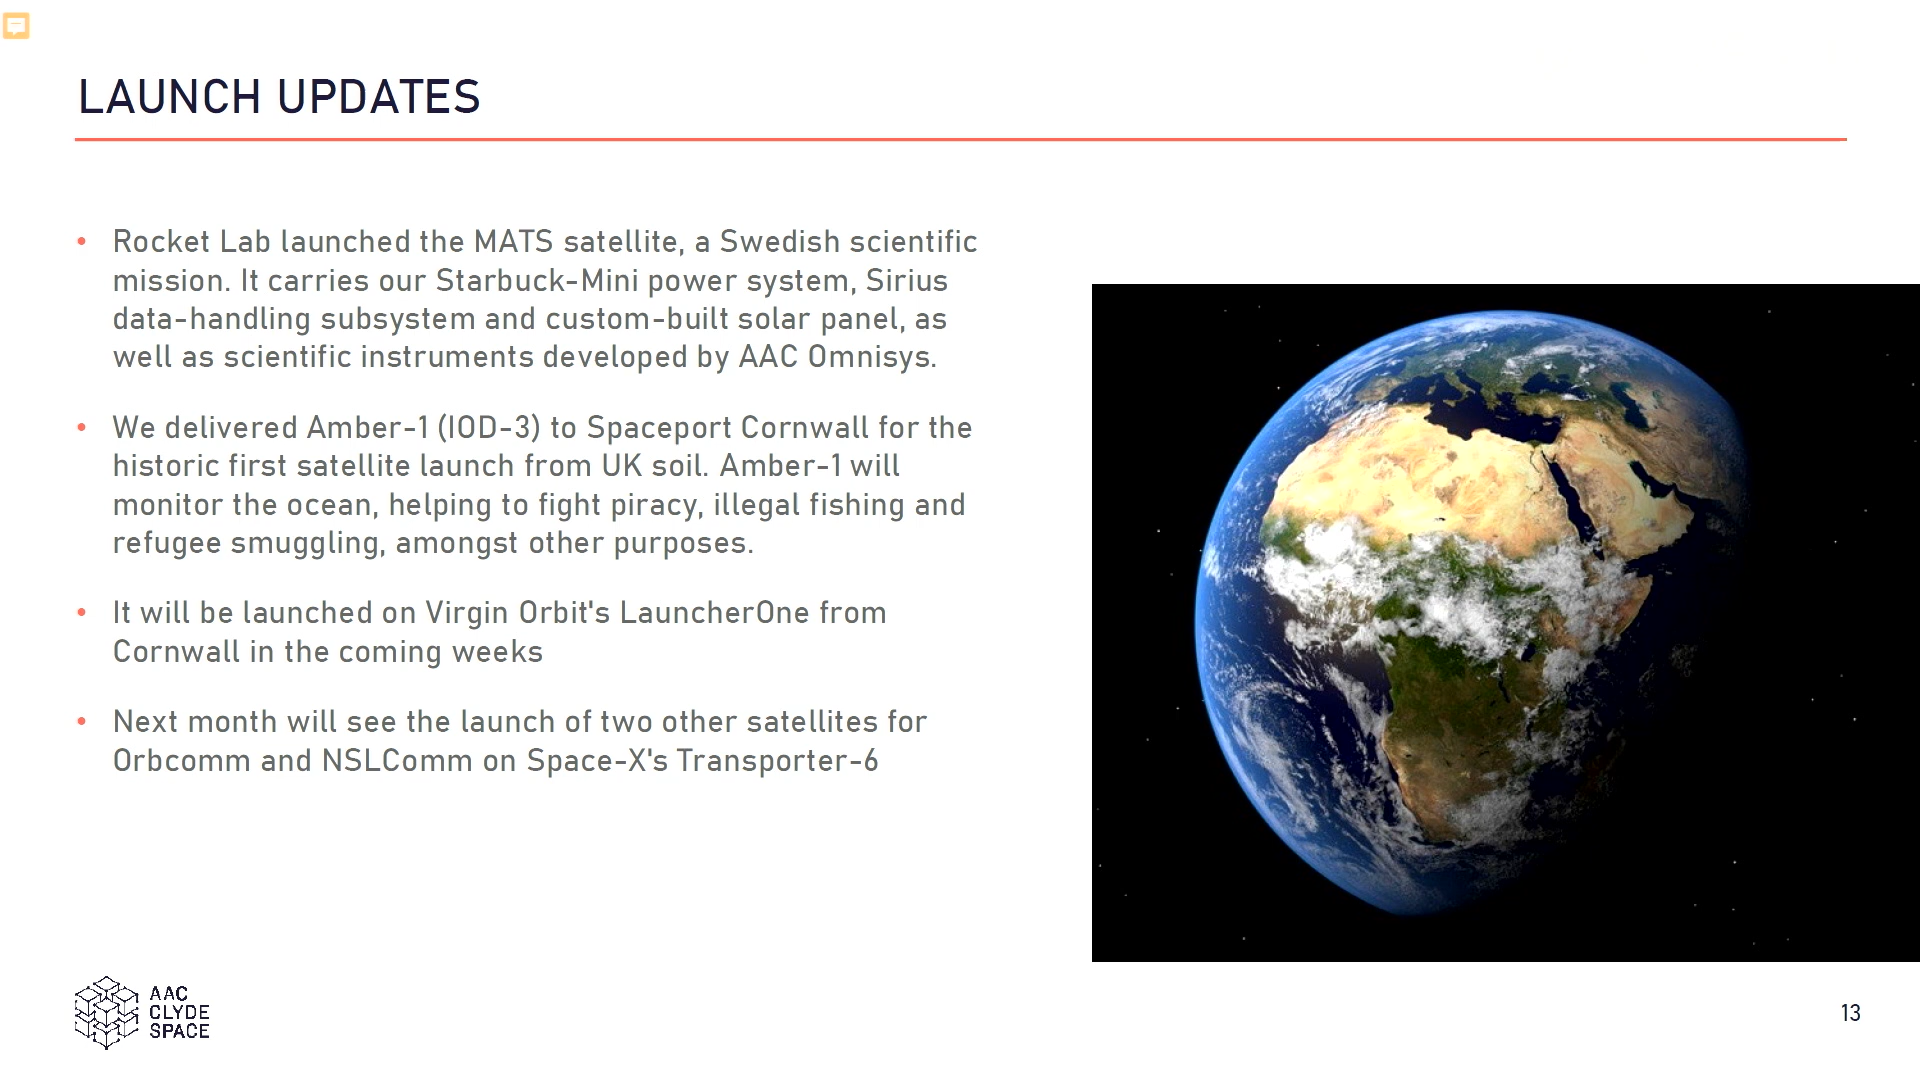 LAUNCH UPDATES
• Rocket Lab launched the MATS satellite, a Swedish scientific
mission. It carries our Starbuck-Mini power system, Sirius
data-handling subsystem and custom-built solar panel, as
well as scientific instruments developed by AAC Omnisys.
• We delivered Amber-1 (IOD-3) to Spaceport Cornwall for the
historic first satellite launch from UK soil. Amber-1 will
monitor the ocean, helping to fight piracy, illegal fishing and
refugee smuggling, amongst other purposes.
• It will be launched on Virgin Orbit's LauncherOne from
Cornwall in the coming weeks
• Next month will see the launch of two other satellites for
Orbcomm and NSLComm on Space-X's Transporter-6
AAC
CLYDE
SPACE
13